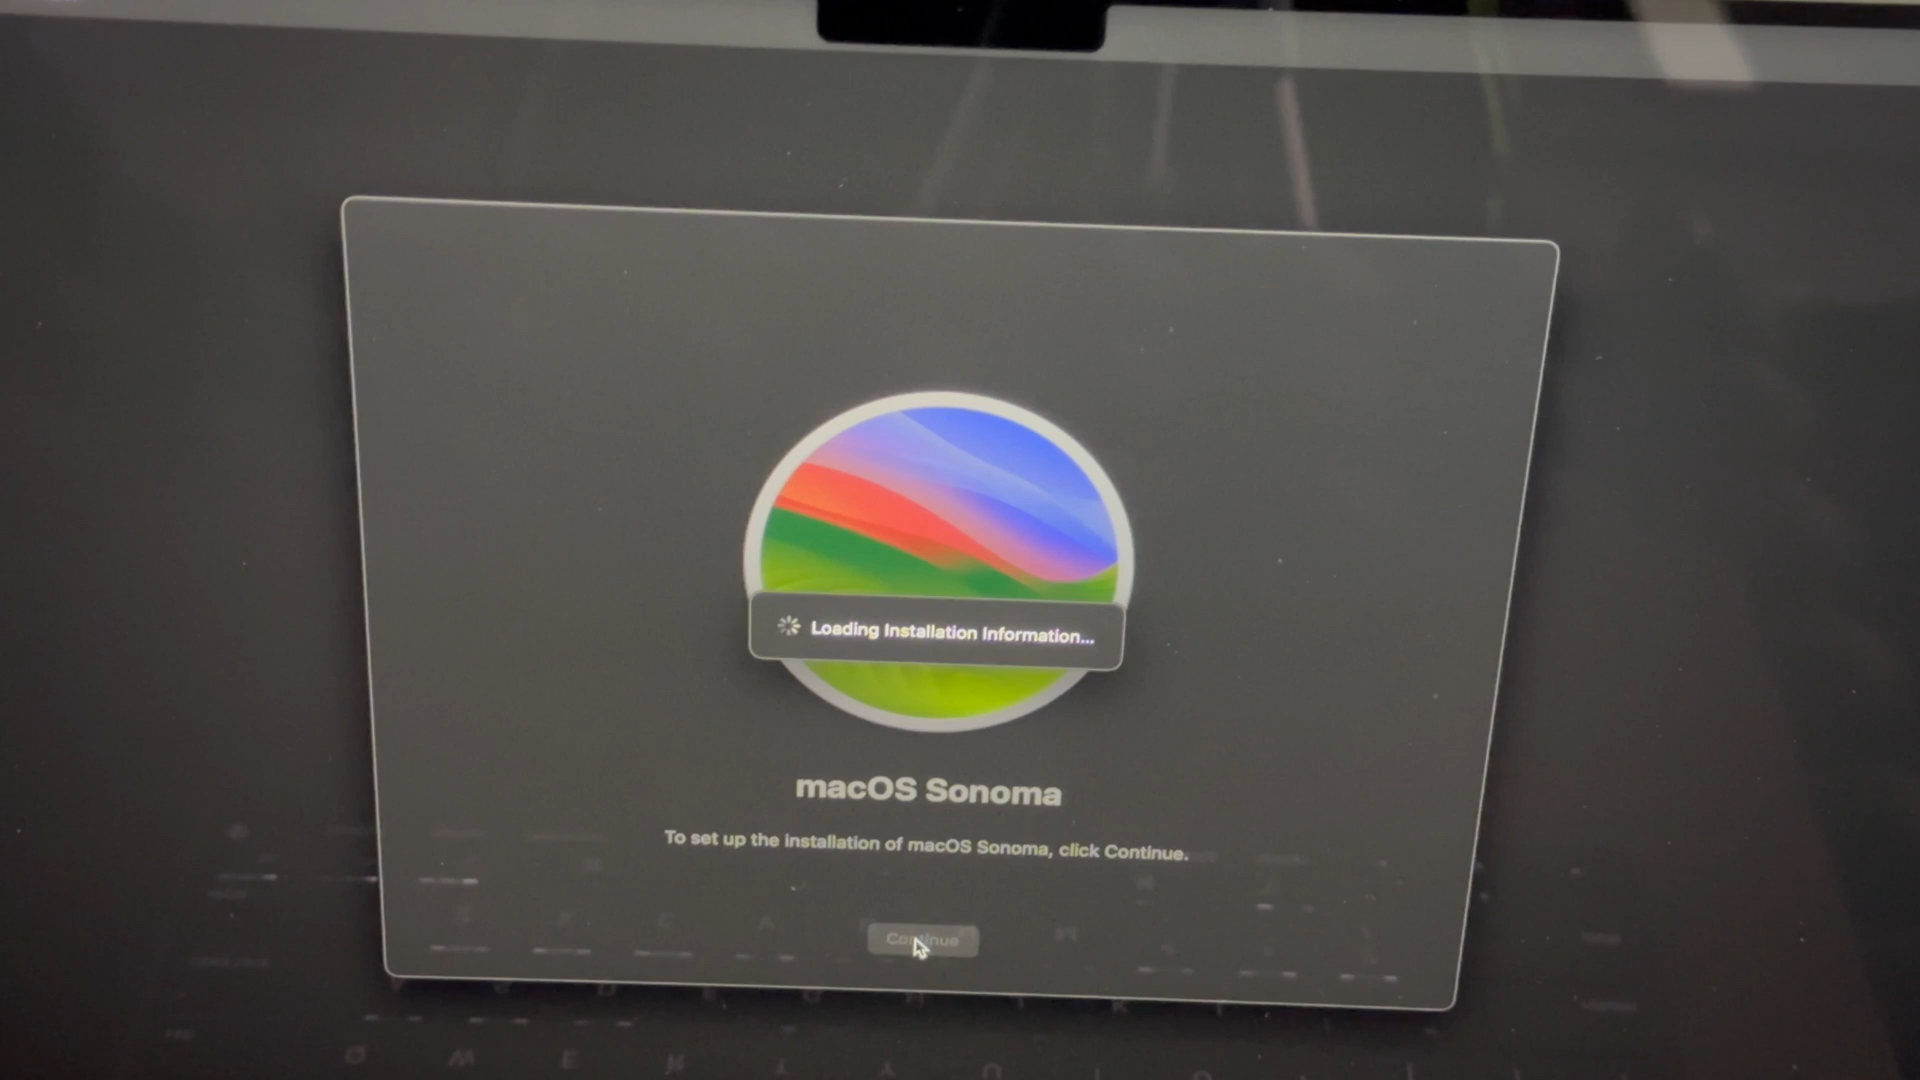 Loading Installation Information...
macOS Sonoma
To set up the installation of macOS Sonoma, click Continue.
Continue